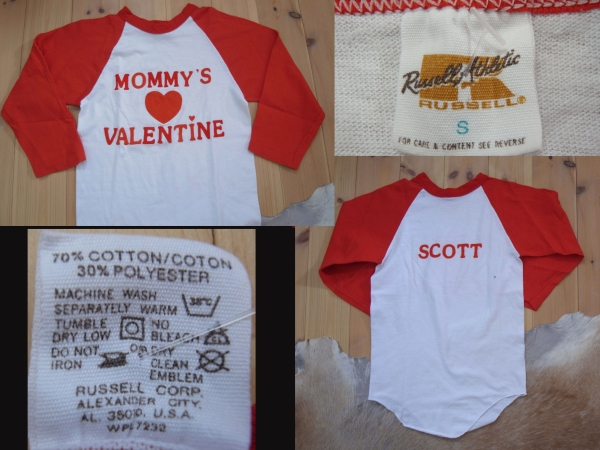 MOMMY'S
VALENTINE
Russell Athletic
RUSSELL®
S
FOR CARE & CONTENT SEE REVERSE
70% COTTON/COTON
30% POLYESTER
MACHINE WASH
SEPARATELY WARM 38°C
TUMBLE NO
DRY LOW BLEACH
DO NOT OR DRY
IRON CLEAN
EMBLEM
RUSSELL CORP.
ALEXANDER CITY,
AL. 35010, U.S.A.
WPL7233
SCOTT